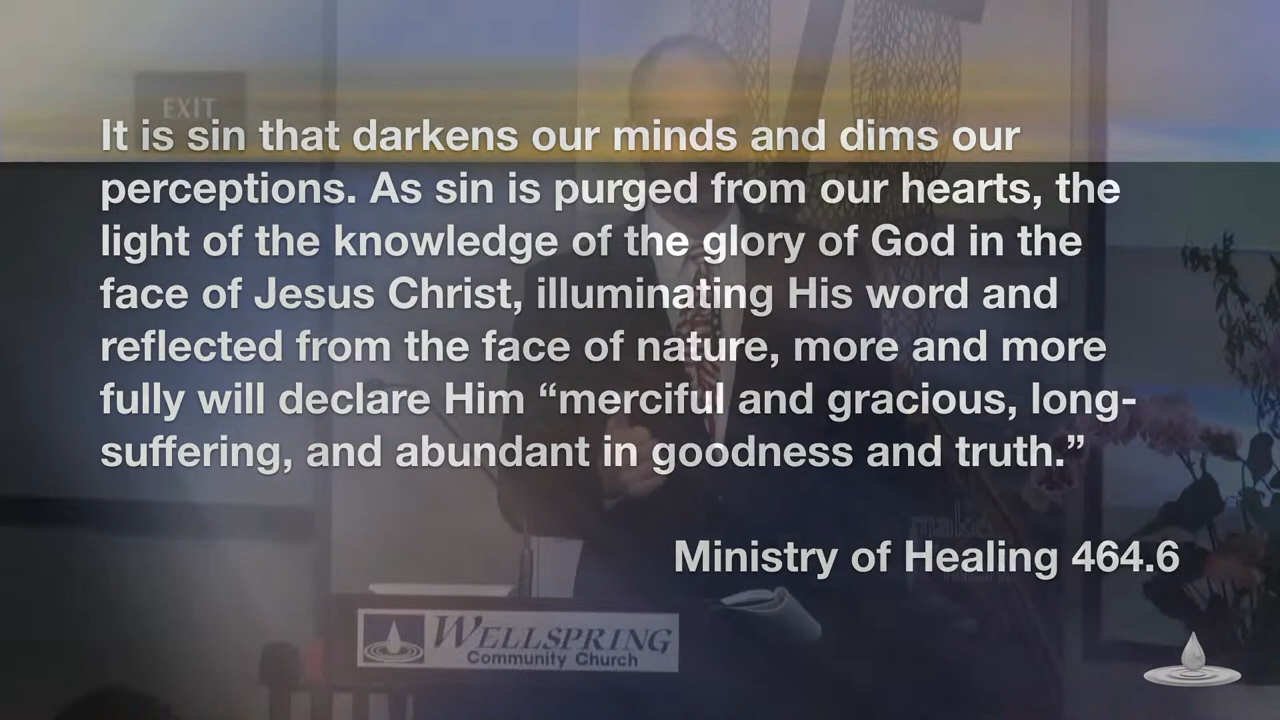 EXIT
It is sin that darkens our minds and dims our
perceptions. As sin is purged from our hearts, the
light of the knowledge of the glory of God in the
face of Jesus Christ, illuminating His word and
reflected from the face of nature, more and more
fully will declare Him “merciful and gracious, long-
suffering, and abundant in goodness and truth.”
make
Ministry of Healing 464.6
WELLSPRING
Community Church